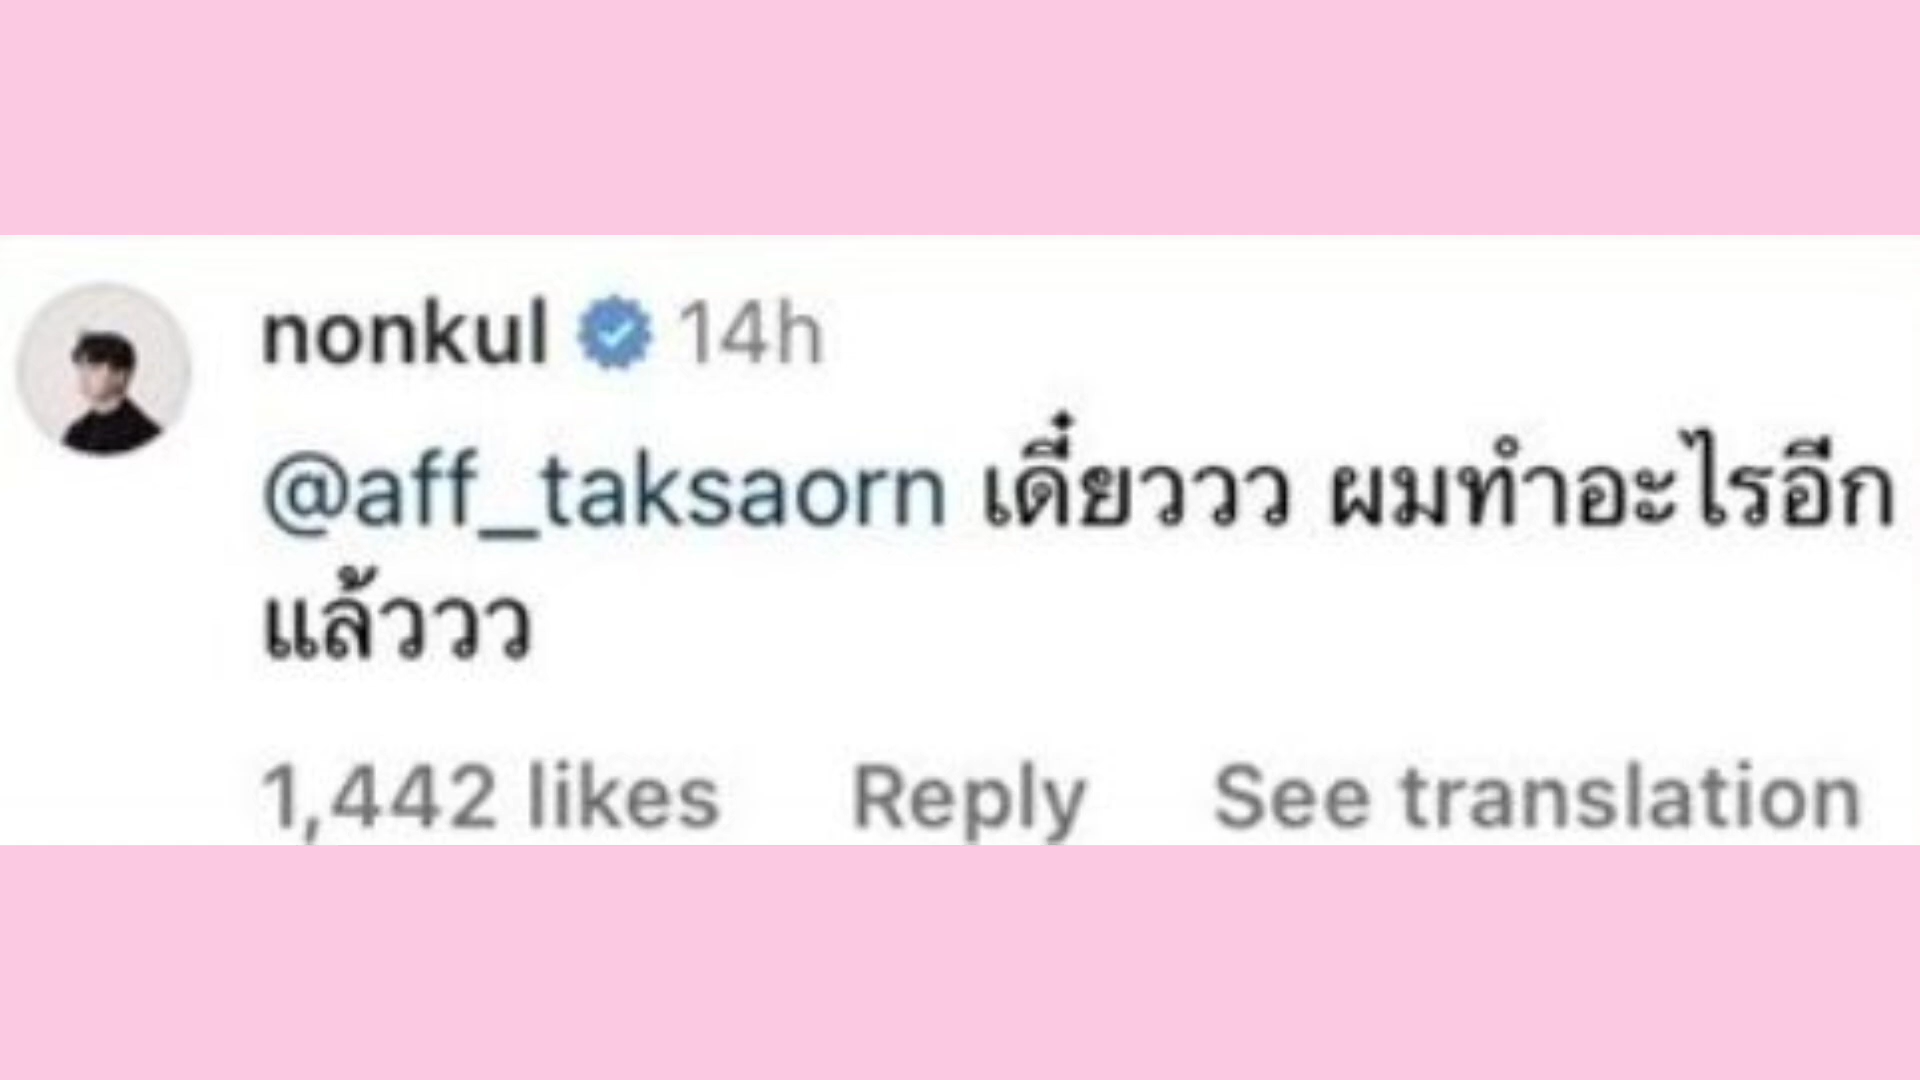 nonkul 14h
@aff_taksaorn เดี๋ยววว ผมทำอะไรอีก
แล้ววว
1,442 likes Reply See translation